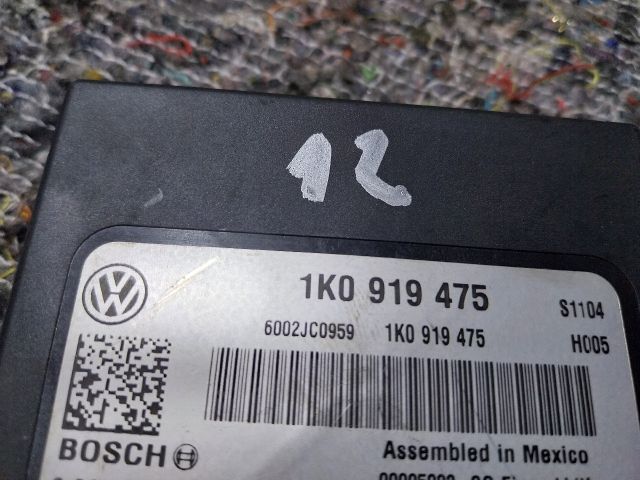 12
1K0 919 475
S1104
6002JC0959 1K0 919 475 H005
BOSCH
Assembled in Mexico